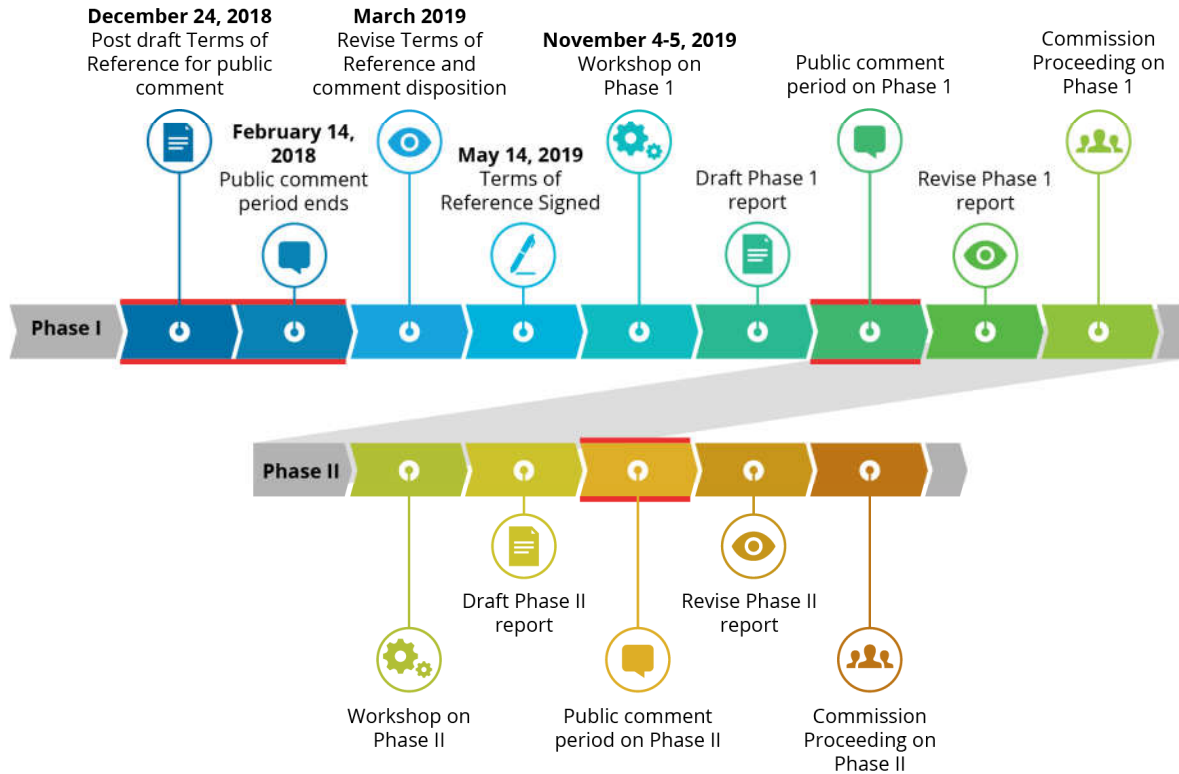 December 24, 2018
Post draft Terms of
Reference for public
comment
February 14,
2018
Public comment
period ends
March 2019
Revise Terms of
Reference and
comment disposition
May 14, 2019
Terms of
Reference Signed
November 4-5, 2019
Workshop on
Phase 1
Draft Phase 1
report
Public comment
period on Phase 1
Revise Phase 1
report
Commission
Proceeding on
Phase 1
Phase I
Phase II
Workshop on
Phase II
Draft Phase II
report
Public comment
period on Phase II
Revise Phase II
report
Commission
Proceeding on
Phase II